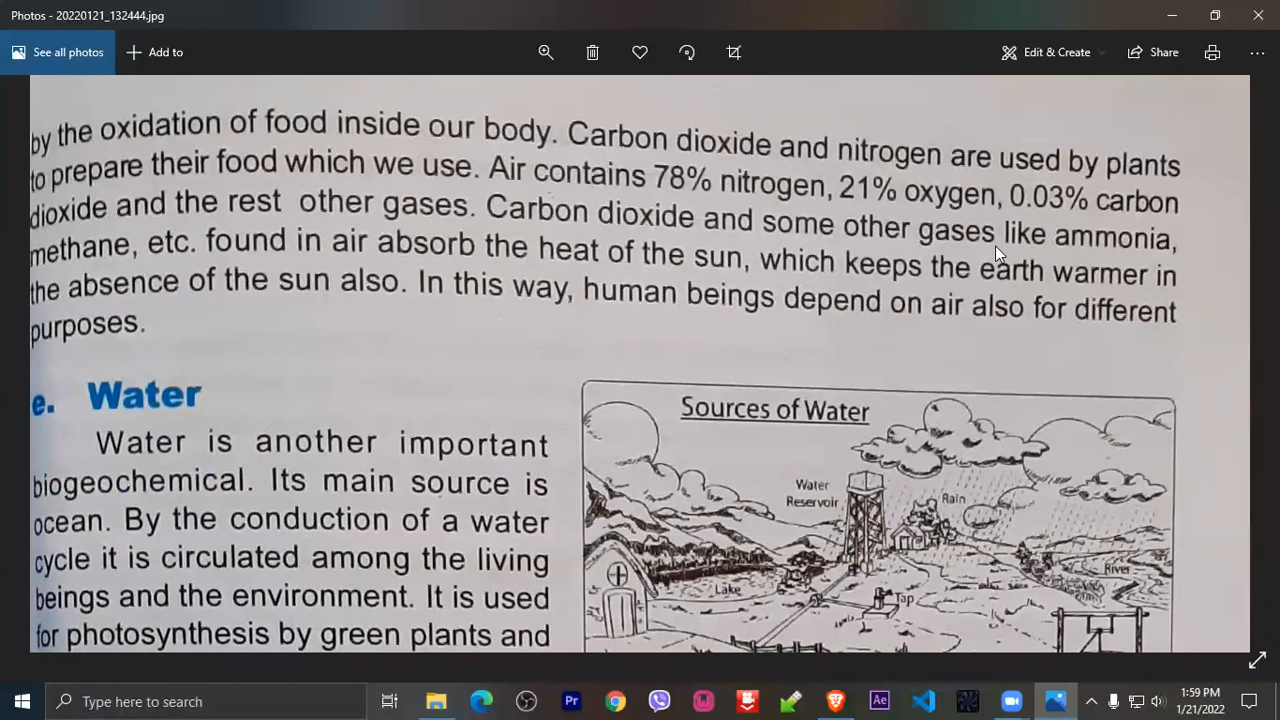 Photos - 20220121_132444.jpg
See all photos
Add to
Edit & Create
Share
by the oxidation of food inside our body. Carbon dioxide and nitrogen are used by plants
to prepare their food which we use. Air contains 78% nitrogen, 21% oxygen, 0.03% carbon
dioxide and the rest other gases. Carbon dioxide and some other gases like ammonia,
methane, etc. found in air absorb the heat of the sun, which keeps the earth warmer in
the absence of the sun also. In this way, human beings depend on air also for different
purposes.
e. Water
Water is another important
biogeochemical. Its main source is
ocean. By the conduction of a water
cycle it is circulated among the living
beings and the environment. It is used
for photosynthesis by green plants and
Sources of Water
Water
Reservoir
Rain
River
Lake
Tap
Type here to search
Pr
Ae
1:59 PM
1/21/2022